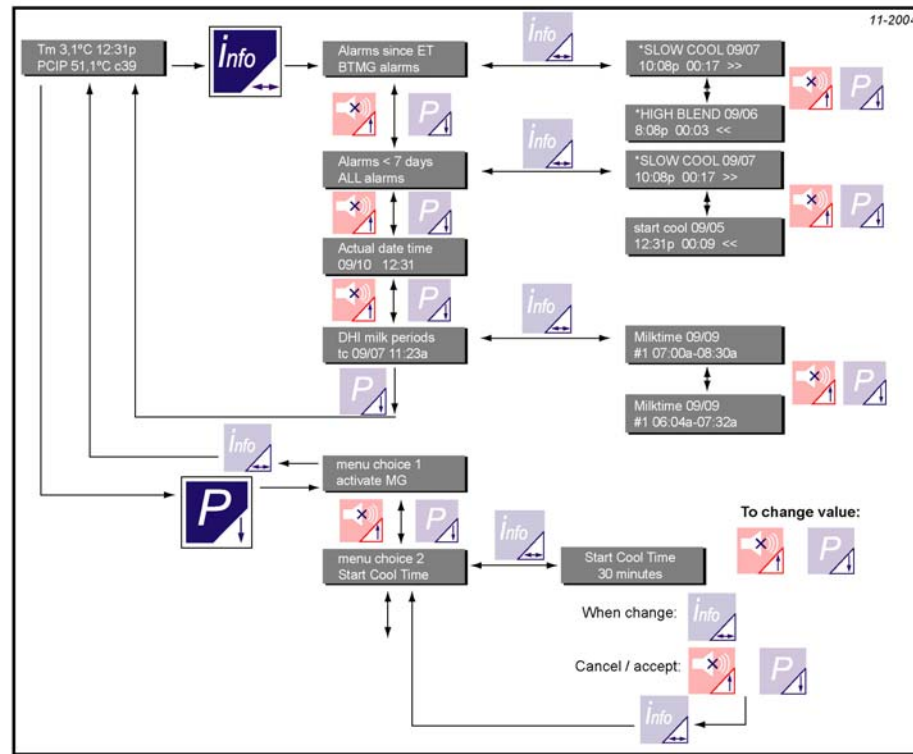 11-2004
Tm 3,1ºC 12:31p
PCIP 51,1ºC c39
info
Alarms since ET
BTMG alarms
info
*SLOW COOL 09/07
10:08p 00:17 >>
P
P
*HIGH BLEND 09/06
8:08p 00:03 <<
Alarms < 7 days
ALL alarms
info
*SLOW COOL 09/07
10:08p 00:17 >>
P
P
start cool 09/05
12:31p 00:09 <<
Actual date time
09/10 12:31
P
info
DHI milk periods
tc 09/07 11:23a
Milktime 09/09
#1 07:00a-08:30a
P
P
Milktime 09/09
#1 06:04a-07:32a
info
menu choice 1
activate MG
P
To change value:
P
info
P
menu choice 2
Start Cool Time
Start Cool Time
30 minutes
When change:
info
Cancel / accept:
P
info